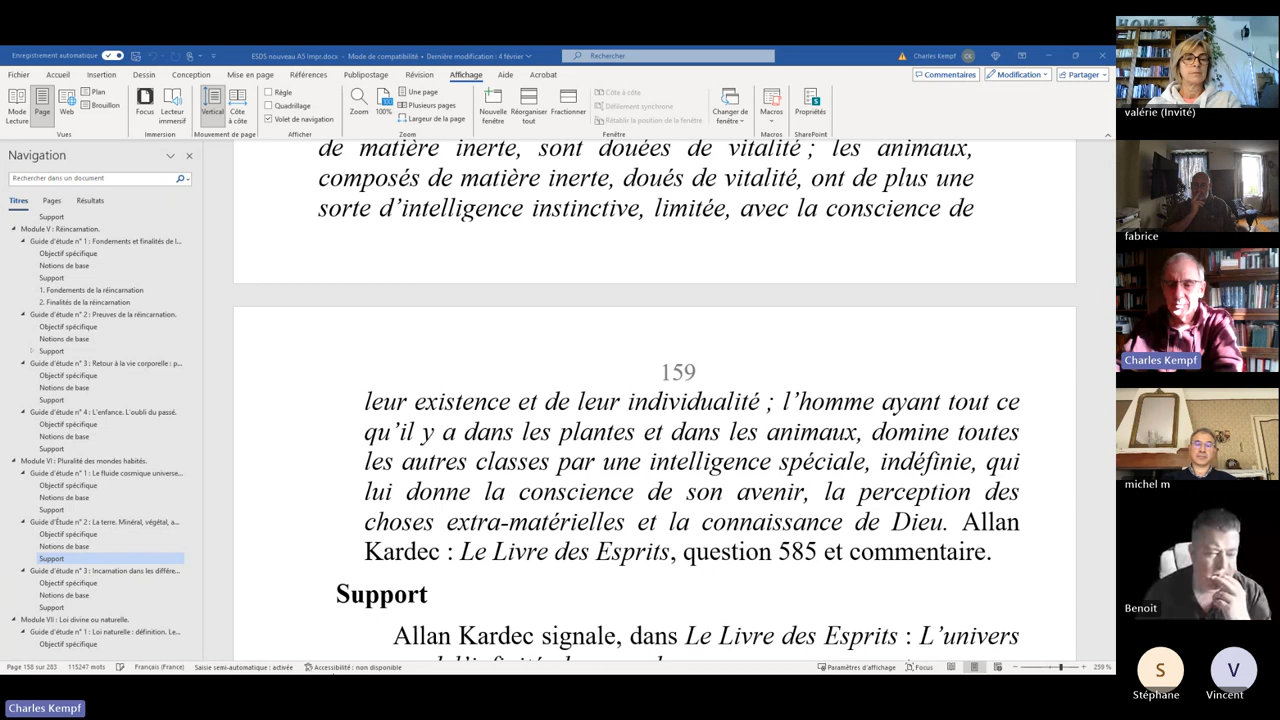 Enregistrement automatique
ESDS nouveau A5 Impr.docx • Mode de compatibilité • Dernière modification : 4 février
Rechercher
Charles Kempf
CK
Fichier Accueil Insertion Dessin Conception Mise en page Références Publipostage Révision Affichage Aide Acrobat
Commentaires Modification Partager
Mode Lecture
Page
Web
Plan
Brouillon
Vues
Focus
Lecteur immersif
Immersion
Vertical
Côte à côte
Mouvement de page
Règle
Quadrillage
Volet de navigation
Afficher
Zoom
100%
Une page
Plusieurs pages
Largeur de la page
Zoom
Nouvelle fenêtre
Réorganiser tout
Fractionner
Côte à côte
Défilement synchrone
Rétablir la position de la fenêtre
Fenêtre
Changer de fenêtre
Macros
Macros
Propriétés
SharePoint
Navigation
Rechercher dans un document
Titres Pages Résultats
Support
Module V : Réincarnation.
Guide d'étude n° 1 : Fondements et finalités de l...
Objectif spécifique
Notions de base
Support
1. Fondements de la réincarnation
2. Finalités de la réincarnation
Guide d'étude n° 2 : Preuves de la réincarnation.
Objectif spécifique
Notions de base
Support
Guide d'étude n° 3 : Retour à la vie corporelle : p...
Objectif spécifique
Notions de base
Support
Guide d'étude n° 4 : L'enfance. L'oubli du passé.
Objectif spécifique
Notions de base
Support
Module VI : Pluralité des mondes habités.
Guide d'étude n° 1 : Le fluide cosmique universe...
Objectif spécifique
Notions de base
Support
Guide d'Étude n° 2 : La terre. Minéral, végétal, a...
Objectif spécifique
Notions de base
Support
Guide d'étude n° 3 : Incarnation dans les différe...
Objectif spécifique
Notions de base
Support
Module VII : Loi divine ou naturelle.
Guide d'étude n° 1 : Loi naturelle : définition. Le...
Objectif spécifique
de matière inerte, sont douées de vitalité ; les animaux,
composés de matière inerte, doués de vitalité, ont de plus une
sorte d'intelligence instinctive, limitée, avec la conscience de
159
leur existence et de leur individualité ; l'homme ayant tout ce
qu'il y a dans les plantes et dans les animaux, domine toutes
les autres classes par une intelligence spéciale, indéfinie, qui
lui donne la conscience de son avenir, la perception des
choses extra-matérielles et la connaissance de Dieu. Allan
Kardec : Le Livre des Esprits, question 585 et commentaire.
Support
Allan Kardec signale, dans Le Livre des Esprits : L'univers
Page 158 sur 283 115247 mots Français (France) Saisie semi-automatique : activée Accessibilité : non disponible
Paramètres d'affichage Focus 259 %
Charles Kempf
HOME
valérie (Invité)
fabrice
Charles Kempf
michel m
Benoit
S
Stéphane
V
Vincent